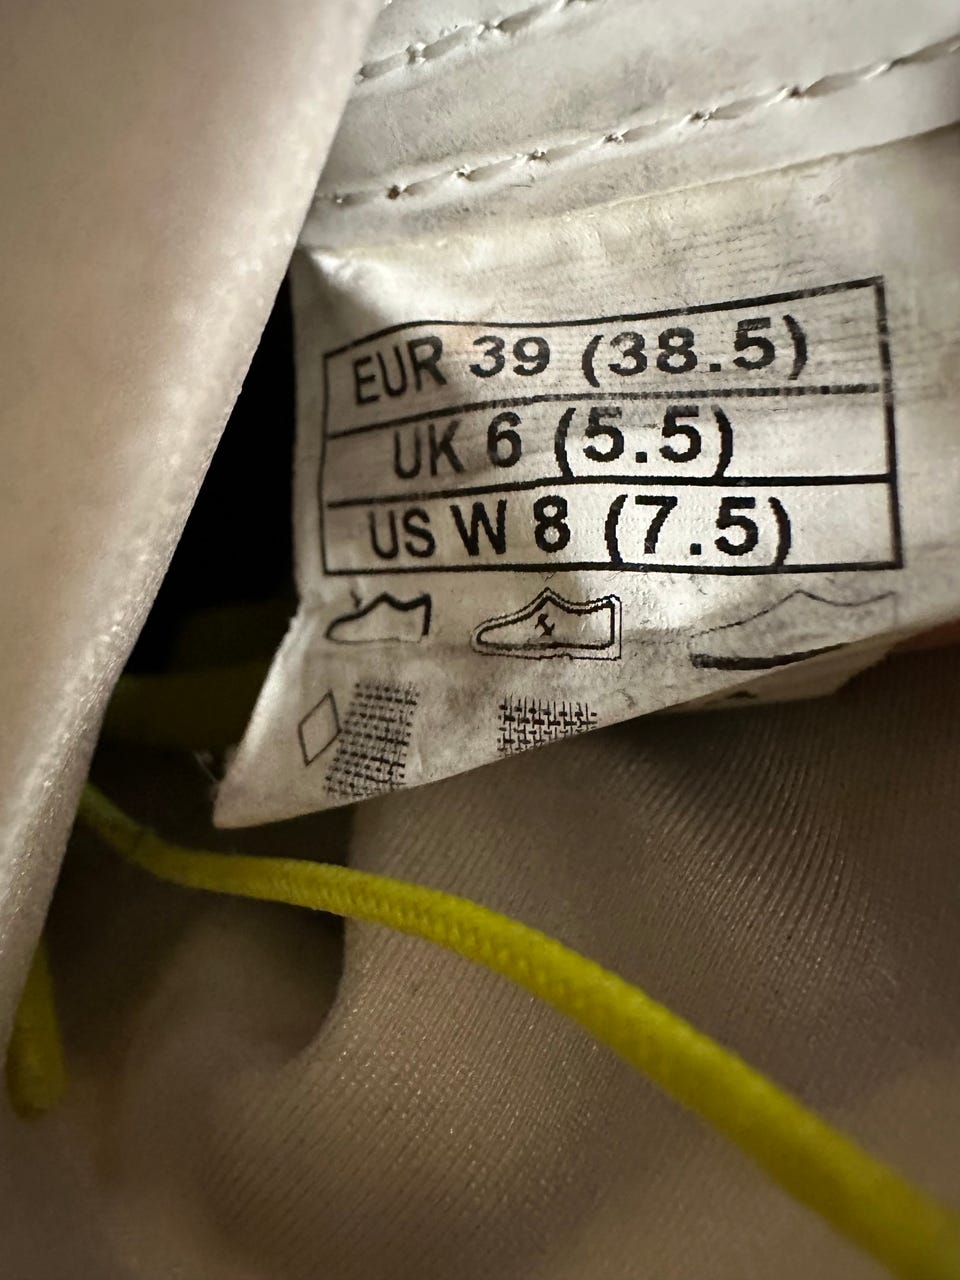 EUR 39 (38.5)
UK 6 (5.5)
US W 8 (7.5)